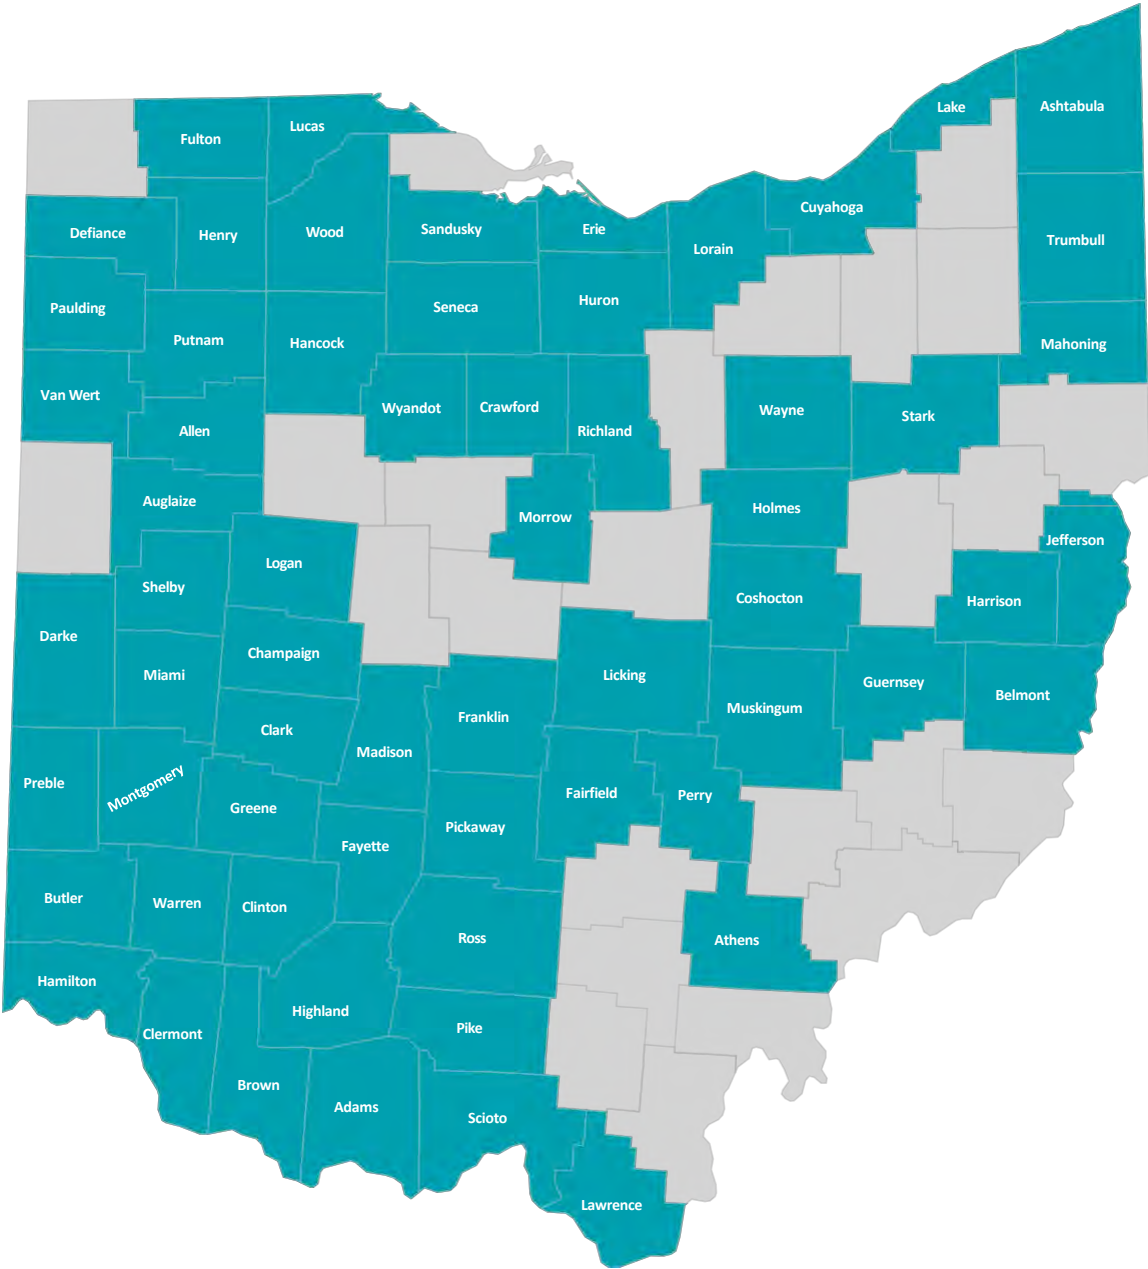 Lake
Ashtabula
Lucas
Fulton
Cuyahoga
Sandusky
Erie
Wood
Defiance
Henry
Trumbull
Lorain
Huron
Seneca
Paulding
Putnam
Hancock
Mahoning
Van Wert
Wyandot
Crawford
Wayne
Stark
Allen
Richland
Auglaize
Holmes
Morrow
Jefferson
Logan
Shelby
Coshocton
Harrison
Darke
Champaign
Miami
Licking
Guernsey
Belmont
Muskingum
Franklin
Clark
Madison
Preble
Montgomery
Fairfield
Perry
Greene
Pickaway
Fayette
Butler
Warren
Clinton
Ross
Athens
Hamilton
Highland
Pike
Clermont
Brown
Adams
Scioto
Lawrence